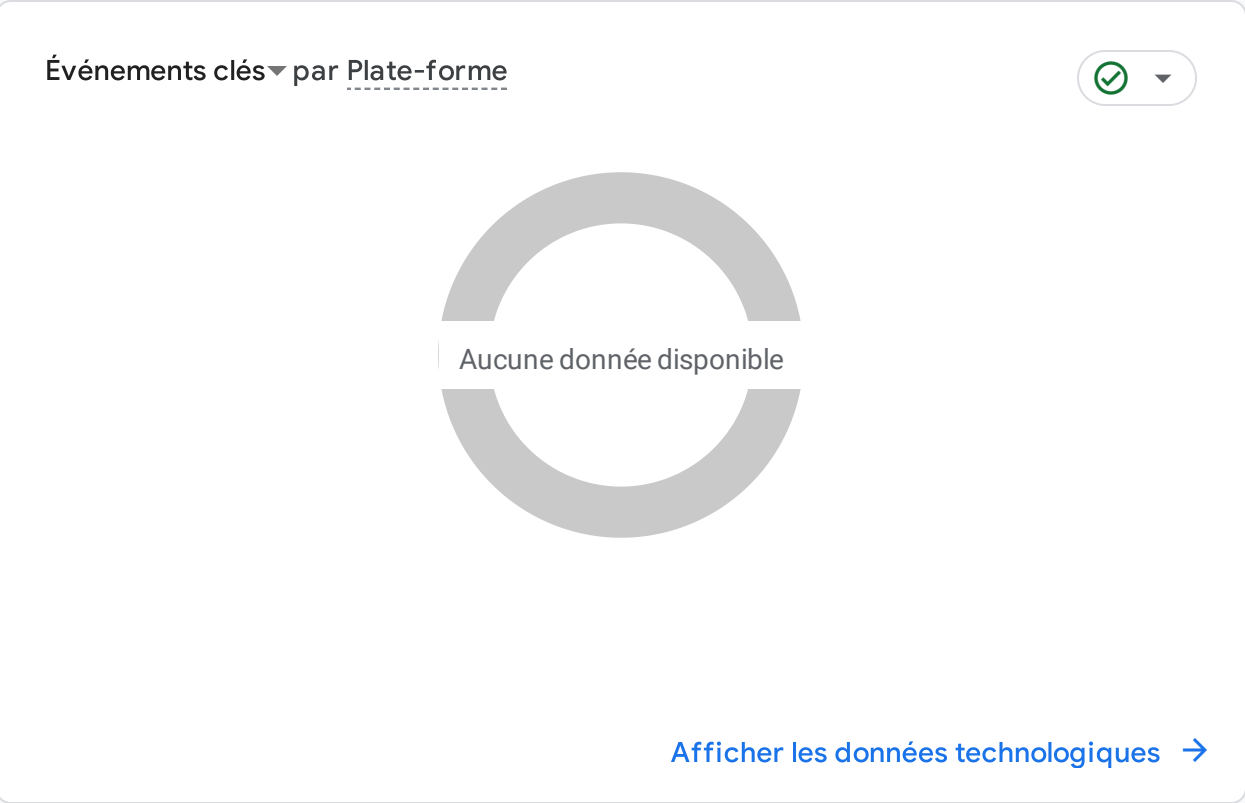 Événements clés par Plate-forme
Aucune donnée disponible
Afficher les données technologiques